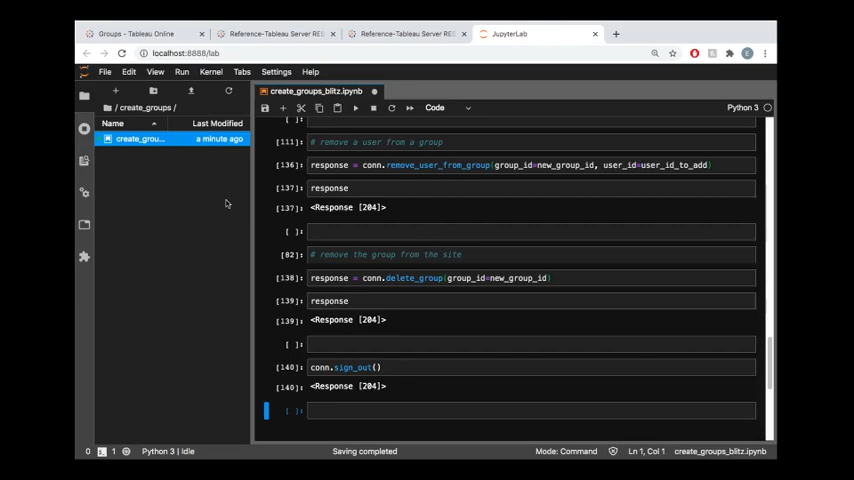 Groups - Tableau Online
Reference-Tableau Server RES
Reference-Tableau Server RES
JupyterLab
localhost:8888/lab
File Edit View Run Kernel Tabs Settings Help
create_groups_blitz.ipynb
/ create_groups /
Code
Python 3
Name
Last Modified
create_grou...
a minute ago
[ ]:
[111]: # remove a user from a group
[136]: response = conn.remove_user_from_group(group_id=new_group_id, user_id=user_id_to_add)
[137]: response
[137]: <Response [204]>
[ ]:
[82]: # remove the group from the site
[138]: response = conn.delete_group(group_id=new_group_id)
[139]: response
[139]: <Response [204]>
[ ]:
[140]: conn.sign_out()
[140]: <Response [204]>
[ ]:
0 1 Python 3 | Idle
Saving completed
Mode: Command
Ln 1, Col 1
create_groups_blitz.ipynb